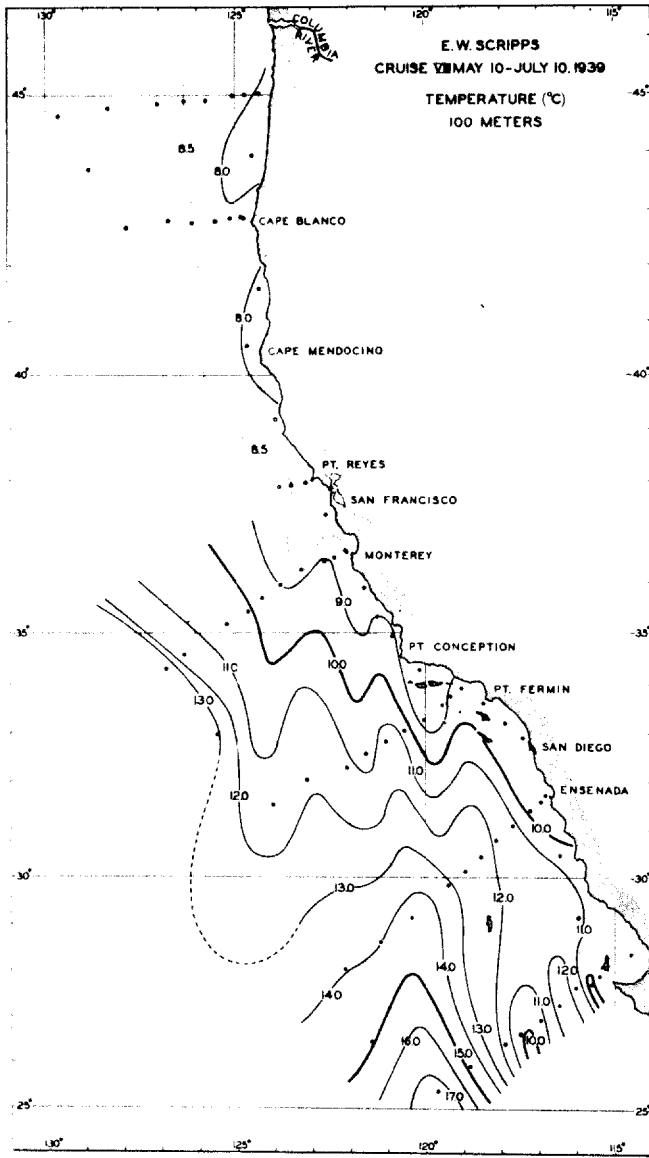 130°
125°
120°
115°
COLUMBIA
RIVER
E.W. SCRIPPS
CRUISE VIII MAY 10-JULY 10, 1939
TEMPERATURE (°C)
100 METERS
45°
45°
8.5
8.0
CAPE BLANCO
8.0
CAPE MENDOCINO
40°
40°
8.5
PT. REYES
SAN FRANCISCO
MONTEREY
9.0
35°
35°
PT CONCEPTION
10.0
11.0
PT. FERMIN
13.0
SAN DIEGO
11.0
ENSENADA
12.0
10.0
30°
30°
13.0
12.0
11.0
14.0
12.0
14.0
11.0
13.0
10.0
16.0
15.0
17.0
25°
25°
130°
125°
120°
115°